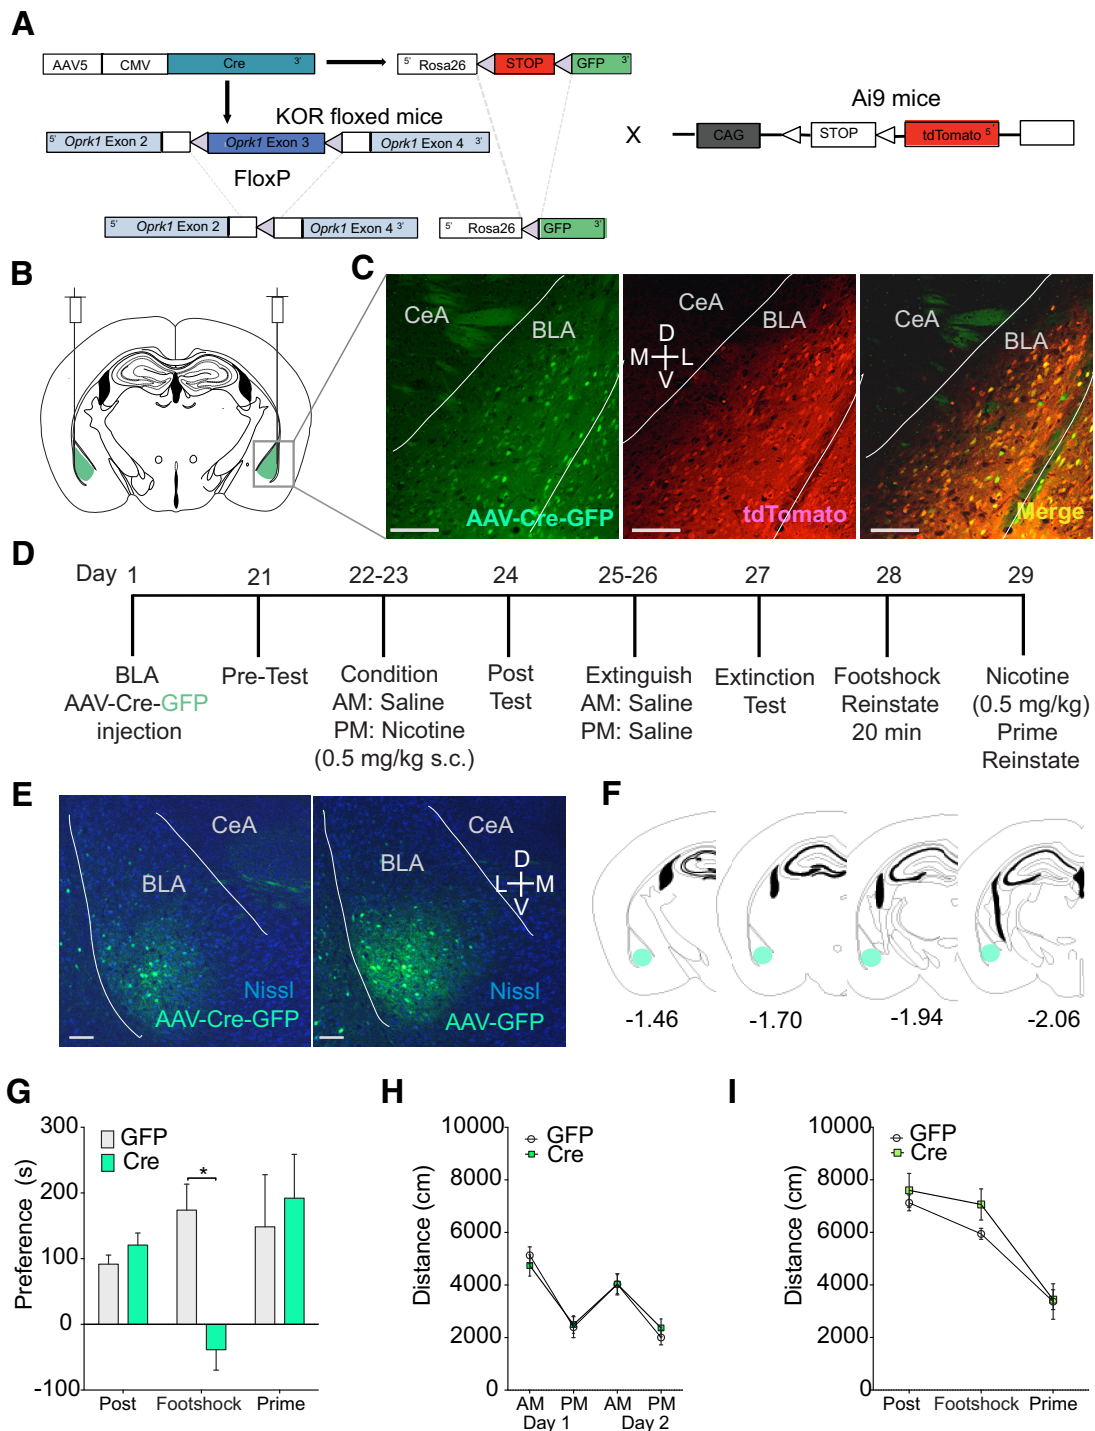 A
AAV5 CMV Cre 3'
5' Rosa26 STOP GFP 3'
KOR floxed mice
5' Oprk1 Exon 2 Oprk1 Exon 3 Oprk1 Exon 4 3'
FloxP
5' Oprk1 Exon 2 Oprk1 Exon 4 3'
5' Rosa26 GFP 3'
X
Ai9 mice
CAG STOP tdTomato 5'
B
C
CeA
BLA
AAV-Cre-GFP
CeA
BLA
D
M L
V
tdTomato
CeA
BLA
Merge
D
Day 1 21 22-23 24 25-26 27 28 29
BLA
AAV-Cre-GFP
injection
Pre-Test
Condition
AM: Saline
PM: Nicotine
(0.5 mg/kg s.c.)
Post
Test
Extinguish
AM: Saline
PM: Saline
Extinction
Test
Footshock
Reinstate
20 min
Nicotine
(0.5 mg/kg)
Prime
Reinstate
E
CeA
BLA
Nissl
AAV-Cre-GFP
CeA
BLA
D
L M
V
Nissl
AAV-GFP
F
-1.46 -1.70 -1.94 -2.06
G
Preference (s)
300
200
100
0
-100
GFP
Cre
*
Post Footshock Prime
H
Distance (cm)
10000
8000
6000
4000
2000
0
GFP
Cre
AM PM AM PM
Day 1 Day 2
I
Distance (cm)
10000
8000
6000
4000
2000
0
GFP
Cre
Post Footshock Prime